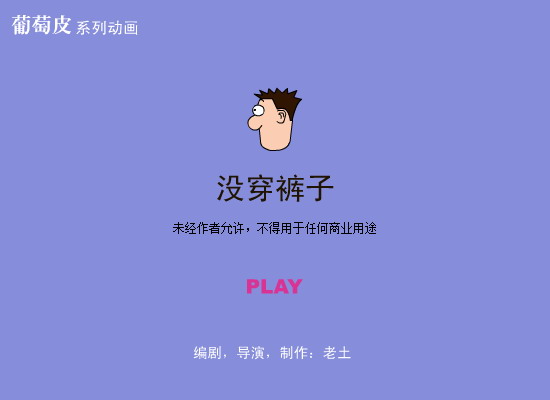 葡萄皮 系列动画
没穿裤子
未经作者允许，不得用于任何商业用途
PLAY
编剧，导演，制作：老土